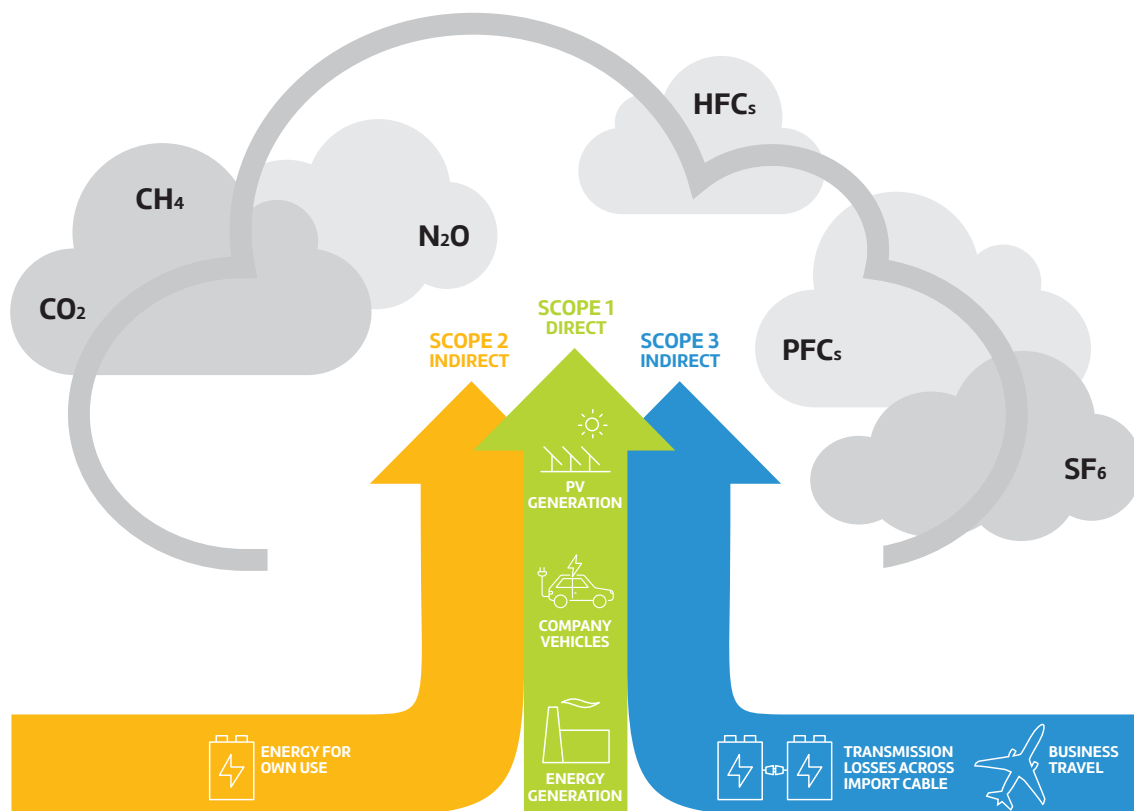 HFCs
CH₄
N₂O
CO₂
SCOPE 1
DIRECT
SCOPE 2
INDIRECT
SCOPE 3
INDIRECT
PFCs
SF₆
PV
GENERATION
COMPANY
VEHICLES
ENERGY FOR
OWN USE
ENERGY
GENERATION
TRANSMISSION
LOSSES ACROSS
IMPORT CABLE
BUSINESS
TRAVEL